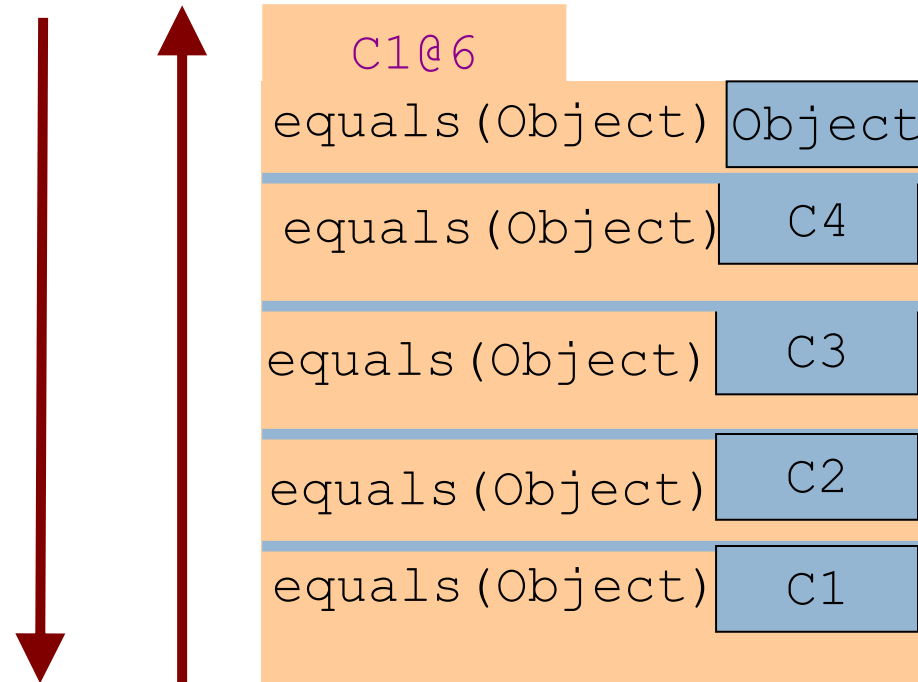 C1@6
equals(Object) Object
equals(Object) C4
equals(Object) C3
equals(Object) C2
equals(Object) C1